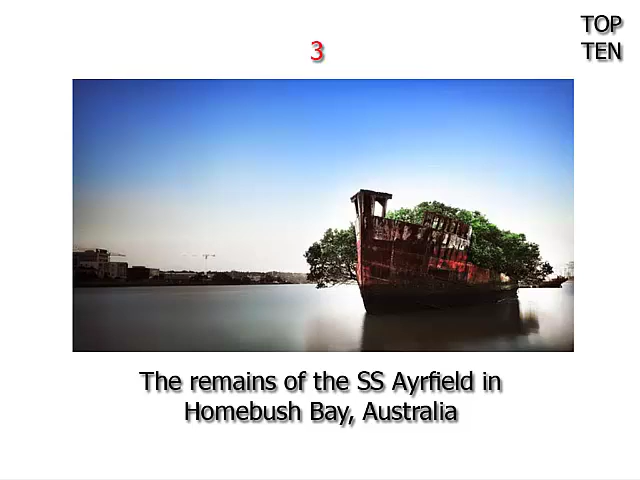 TOP
TEN
3
The remains of the SS Ayrfield in
Homebush Bay, Australia